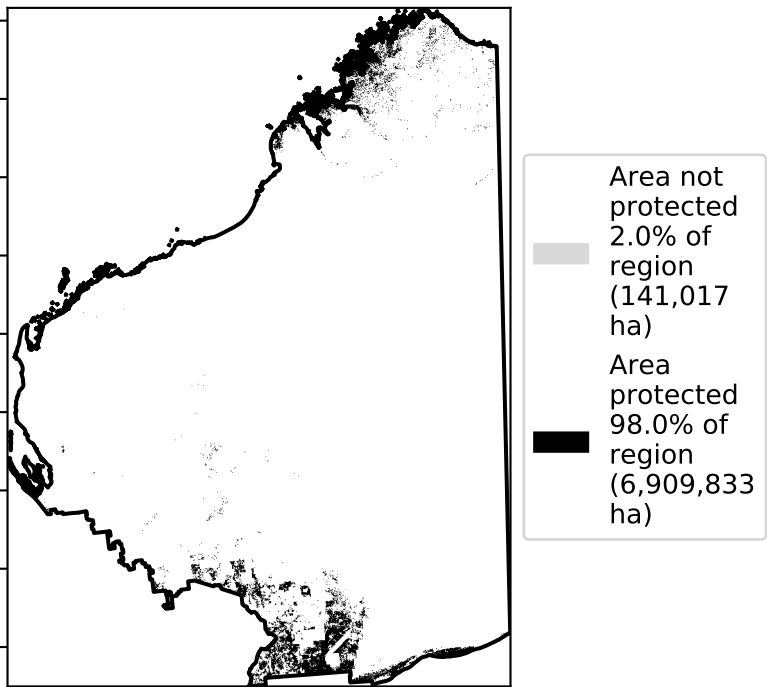 Area not
protected
2.0% of
region
(141,017
ha)
Area
protected
98.0% of
region
(6,909,833
ha)